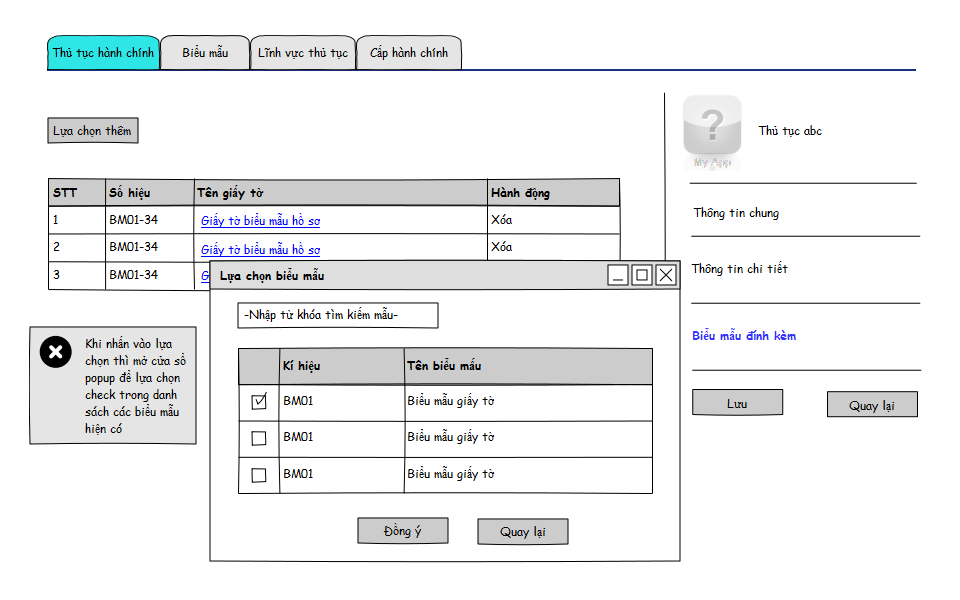 Thủ tục hành chính Biểu mẫu Lĩnh vực thủ tục Cấp hành chính
Lựa chọn thêm
STT Số hiệu Tên giấy tờ Hành động
1 BM01-34 Giấy tờ biểu mẫu hồ sơ Xóa
2 BM01-34 Giấy tờ biểu mẫu hồ sơ Xóa
3 BM01-34 G
Lựa chọn biểu mẫu
-Nhập từ khóa tìm kiếm mẫu-
Kí hiệu Tên biểu mấu
BM01 Biểu mẫu giấy tờ
BM01 Biểu mẫu giấy tờ
BM01 Biểu mẫu giấy tờ
Đồng ý Quay lại
Khi nhấn vào lựa
chọn thì mở cửa sổ
popup để lựa chọn
check trong danh
sách các biểu mẫu
hiện có
?
My App
Thủ tục abc
Thông tin chung
Thông tin chi tiết
Biểu mẫu đính kèm
Lưu Quay lại